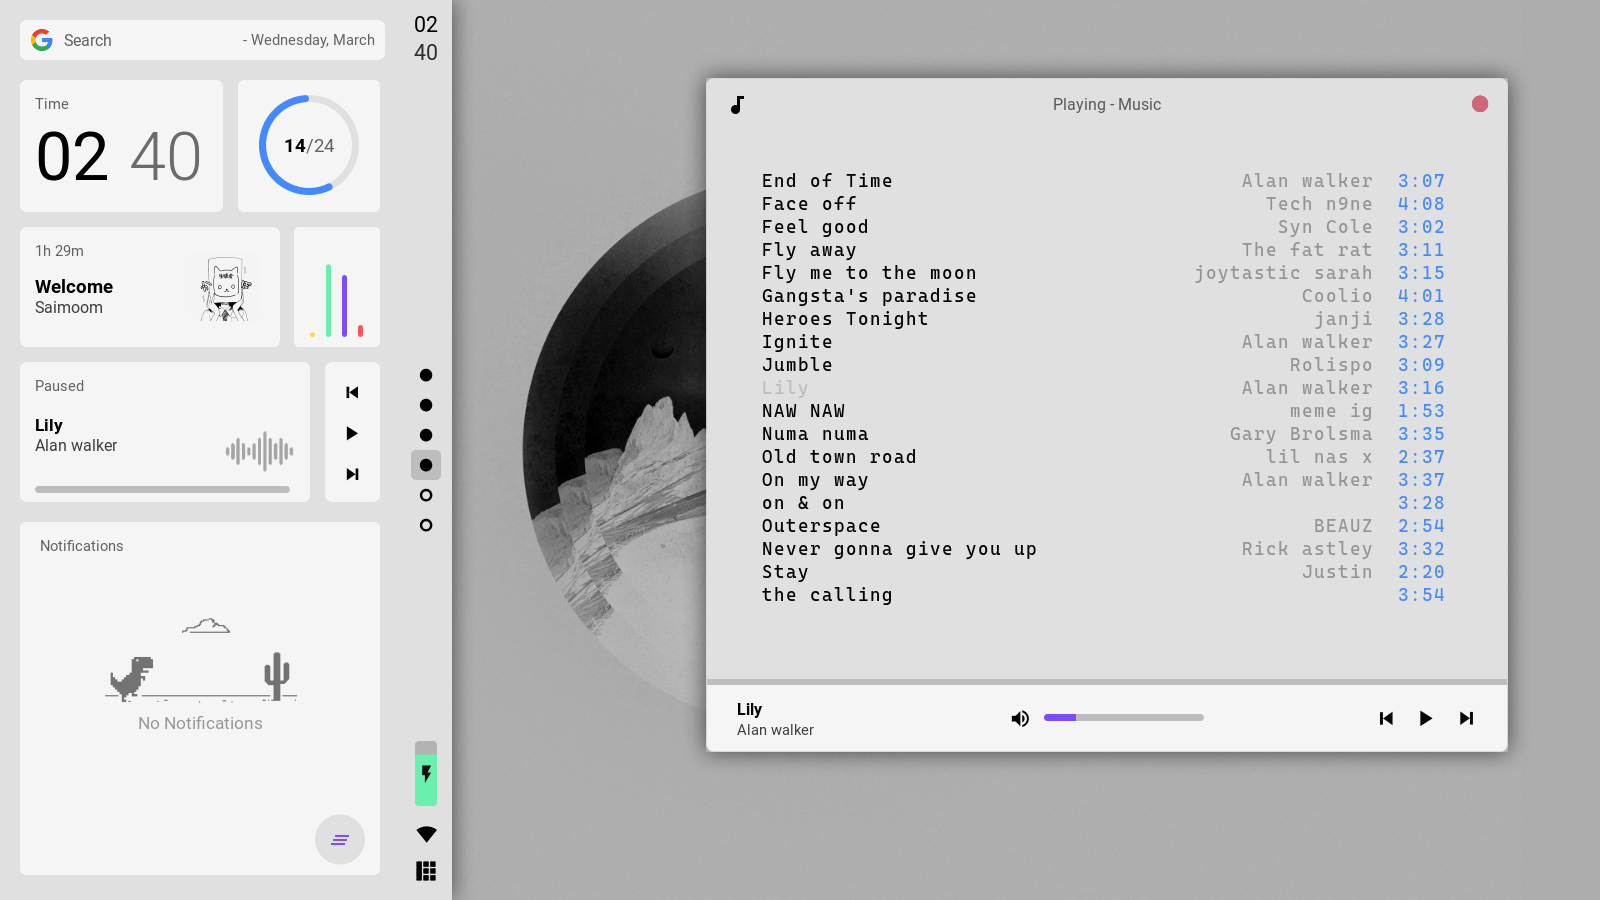 Search - Wednesday, March
02
40
Time
02 40
14/24
1h 29m
Welcome
Saimoom
Paused
Lily
Alan walker
Notifications
No Notifications
Playing - Music
End of Time Alan walker 3:07
Face off Tech n9ne 4:08
Feel good Syn Cole 3:02
Fly away The fat rat 3:11
Fly me to the moon joytastic sarah 3:15
Gangsta's paradise Coolio 4:01
Heroes Tonight janji 3:28
Ignite Alan walker 3:27
Jumble Rolispo 3:09
Lily Alan walker 3:16
NAW NAW meme ig 1:53
Numa numa Gary Brolsma 3:35
Old town road lil nas x 2:37
On my way Alan walker 3:37
on & on 3:28
Outerspace BEAUZ 2:54
Never gonna give you up Rick astley 3:32
Stay Justin 2:20
the calling 3:54
Lily
Alan walker